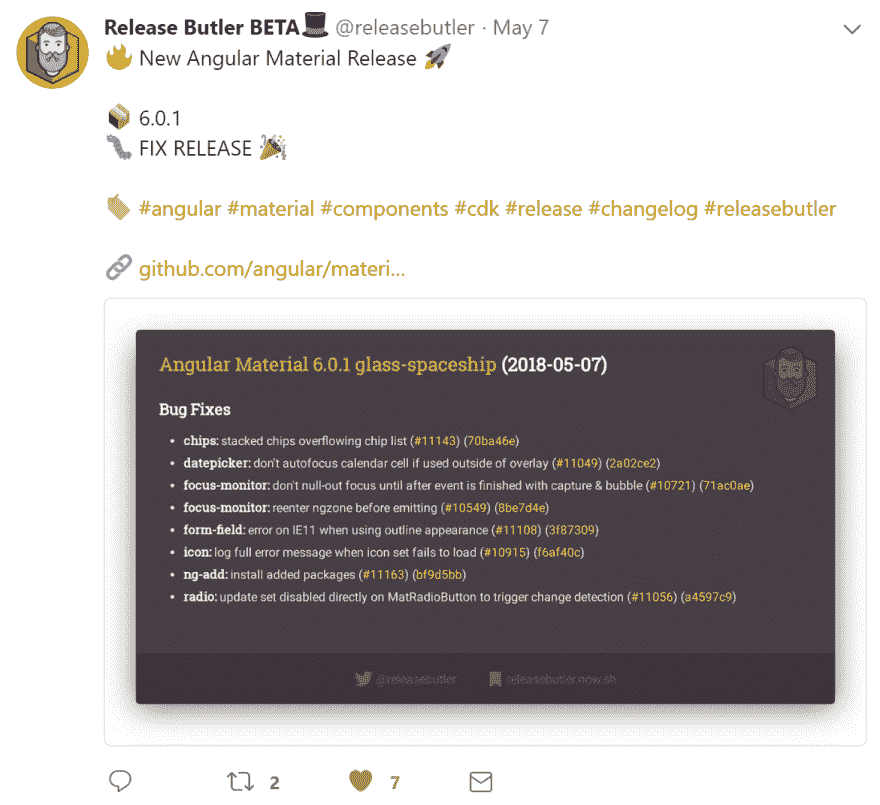 Release Butler BETA🎩 @releasebutler · May 7
🔥 New Angular Material Release 🚀
📦 6.0.1
🐛 FIX RELEASE 🎉
🏷 #angular #material #components #cdk #release #changelog #releasebutler
🔗 github.com/angular/materi...
Angular Material 6.0.1 glass-spaceship (2018-05-07)
Bug Fixes
• chips: stacked chips overflowing chip list (#11143) (70ba46e)
• datepicker: don't autofocus calendar cell if used outside of overlay (#11049) (2a02ce2)
• focus-monitor: don't null-out focus until after event is finished with capture & bubble (#10721) (71ac0ae)
• focus-monitor: reenter ngzone before emitting (#10549) (8be7d4e)
• form-field: error on IE11 when using outline appearance (#11108) (3f87309)
• icon: log full error message when icon set fails to load (#10915) (f6af40c)
• ng-add: install added packages (#11163) (bf9d5bb)
• radio: update set disabled directly on MatRadioButton to trigger change detection (#11056) (a4597c9)
@releasebutler releasebutler.now.sh
2 7